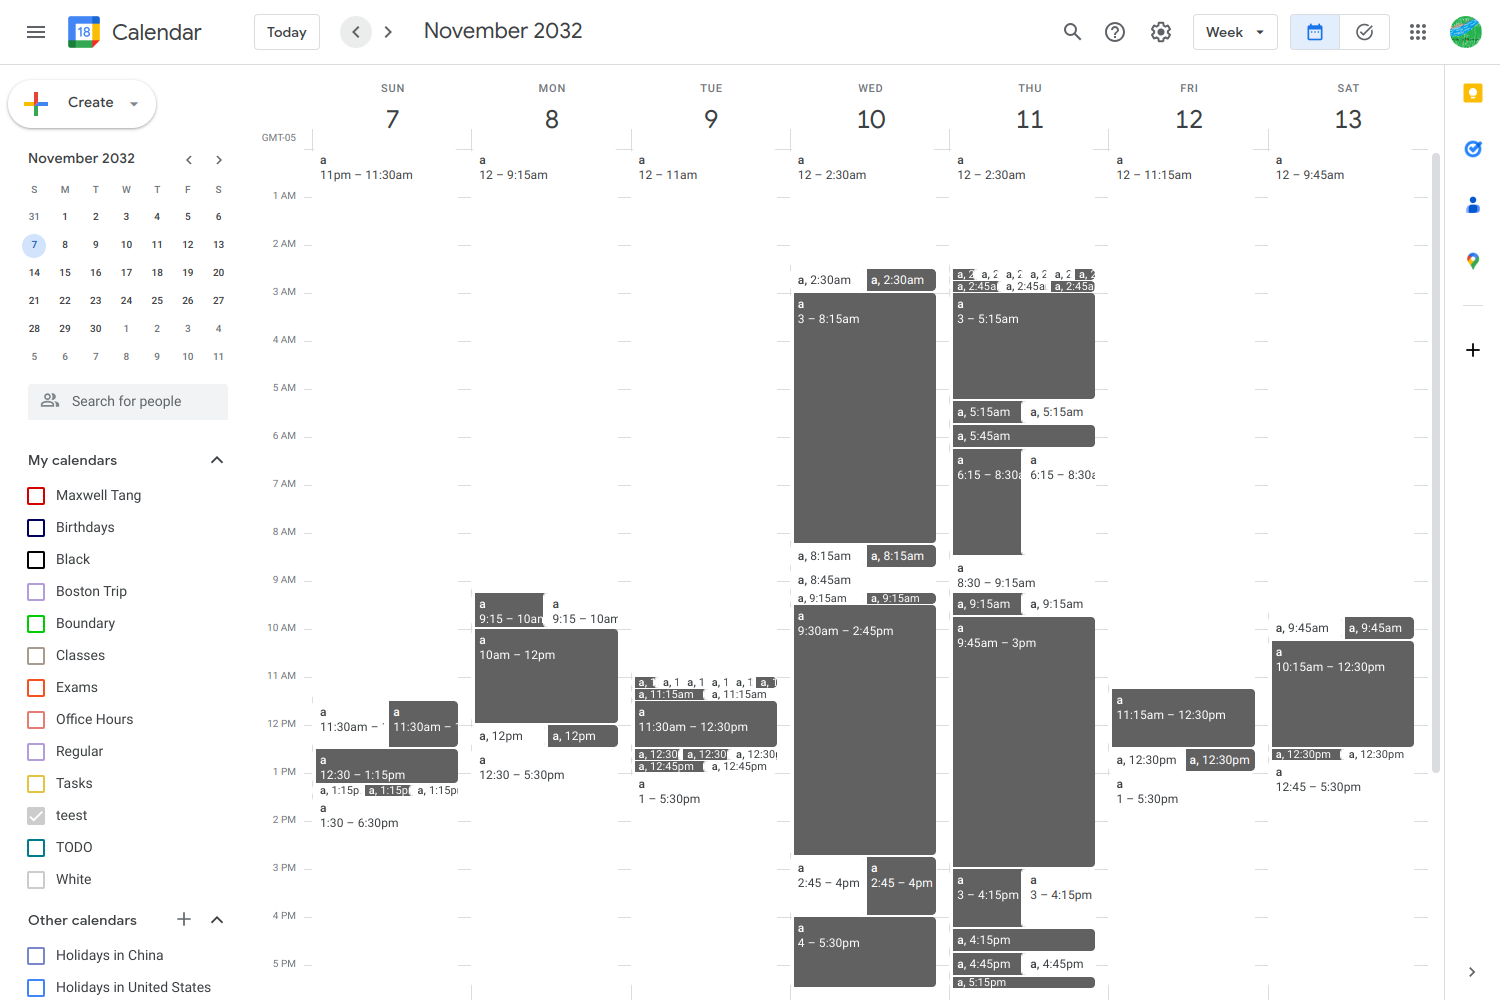 18 Calendar Today November 2032 Week
Create
November 2032
S M T W T F S
31 1 2 3 4 5 6
7 8 9 10 11 12 13
14 15 16 17 18 19 20
21 22 23 24 25 26 27
28 29 30 1 2 3 4
5 6 7 8 9 10 11
Search for people
My calendars
Maxwell Tang
Birthdays
Black
Boston Trip
Boundary
Classes
Exams
Office Hours
Regular
Tasks
teest
TODO
White
Other calendars
Holidays in China
Holidays in United States
GMT-05
1 AM
2 AM
3 AM
4 AM
5 AM
6 AM
7 AM
8 AM
9 AM
10 AM
11 AM
12 PM
1 PM
2 PM
3 PM
4 PM
5 PM
SUN
7
a
11pm – 11:30am
a
11:30am –
a
11:30am –
a
12:30 – 1:15pm
a, 1:15p
a, 1:15p
a, 1:15p
a
1:30 – 6:30pm
MON
8
a
12 – 9:15am
a
9:15 – 10am
a
9:15 – 10am
a
10am – 12pm
a, 12pm
a, 12pm
a
12:30 – 5:30pm
TUE
9
a
12 – 11am
a, 1
a, 1
a, 1
a, 1
a, 1
a, 1
a, 11:15am
a, 11:15am
a
11:30am – 12:30pm
a, 12:30
a, 12:30
a, 12:30
a, 12:45pm
a, 12:45pm
a
1 – 5:30pm
WED
10
a
12 – 2:30am
a, 2:30am
a, 2:30am
a
3 – 8:15am
a, 8:15am
a, 8:15am
a, 8:45am
a, 9:15am
a, 9:15am
a
9:30am – 2:45pm
a
2:45 – 4pm
a
2:45 – 4pm
a
4 – 5:30pm
THU
11
a
12 – 2:30am
a, 2
a, 2
a, 2
a, 2
a, 2
a, 2
a, 2:45a
a, 2:45a
a, 2:45a
a
3 – 5:15am
a, 5:15am
a, 5:15am
a, 5:45am
a
6:15 – 8:30a
a
6:15 – 8:30a
a
8:30 – 9:15am
a, 9:15am
a, 9:15am
a
9:45am – 3pm
a
3 – 4:15pm
a
3 – 4:15pm
a, 4:15pm
a, 4:45pm
a, 4:45pm
a, 5:15pm
FRI
12
a
12 – 11:15am
a
11:15am – 12:30pm
a, 12:30pm
a, 12:30pm
a
1 – 5:30pm
SAT
13
a
12 – 9:45am
a, 9:45am
a, 9:45am
a
10:15am – 12:30pm
a, 12:30pm
a, 12:30pm
a
12:45 – 5:30pm